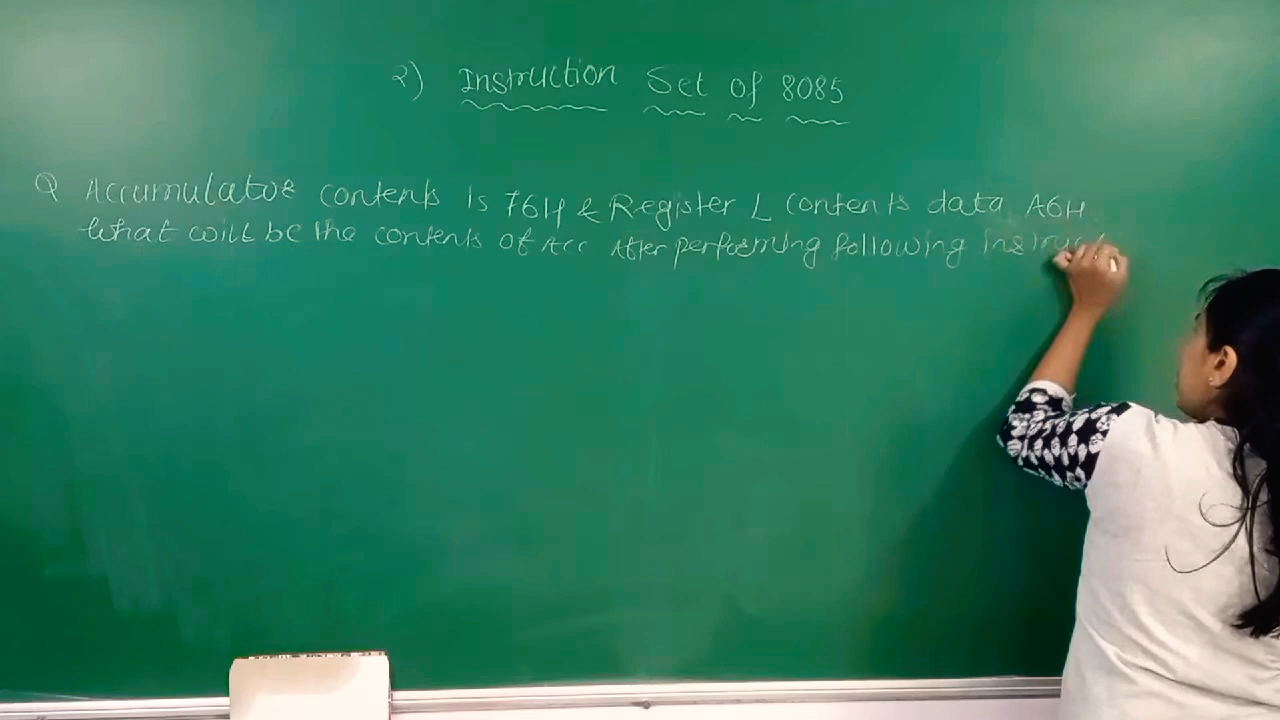 2) Instruction Set of 8085
Q Accumulator contents is 76H & Register L contents data A6H
What will be the contents of Acc After performing following instruc